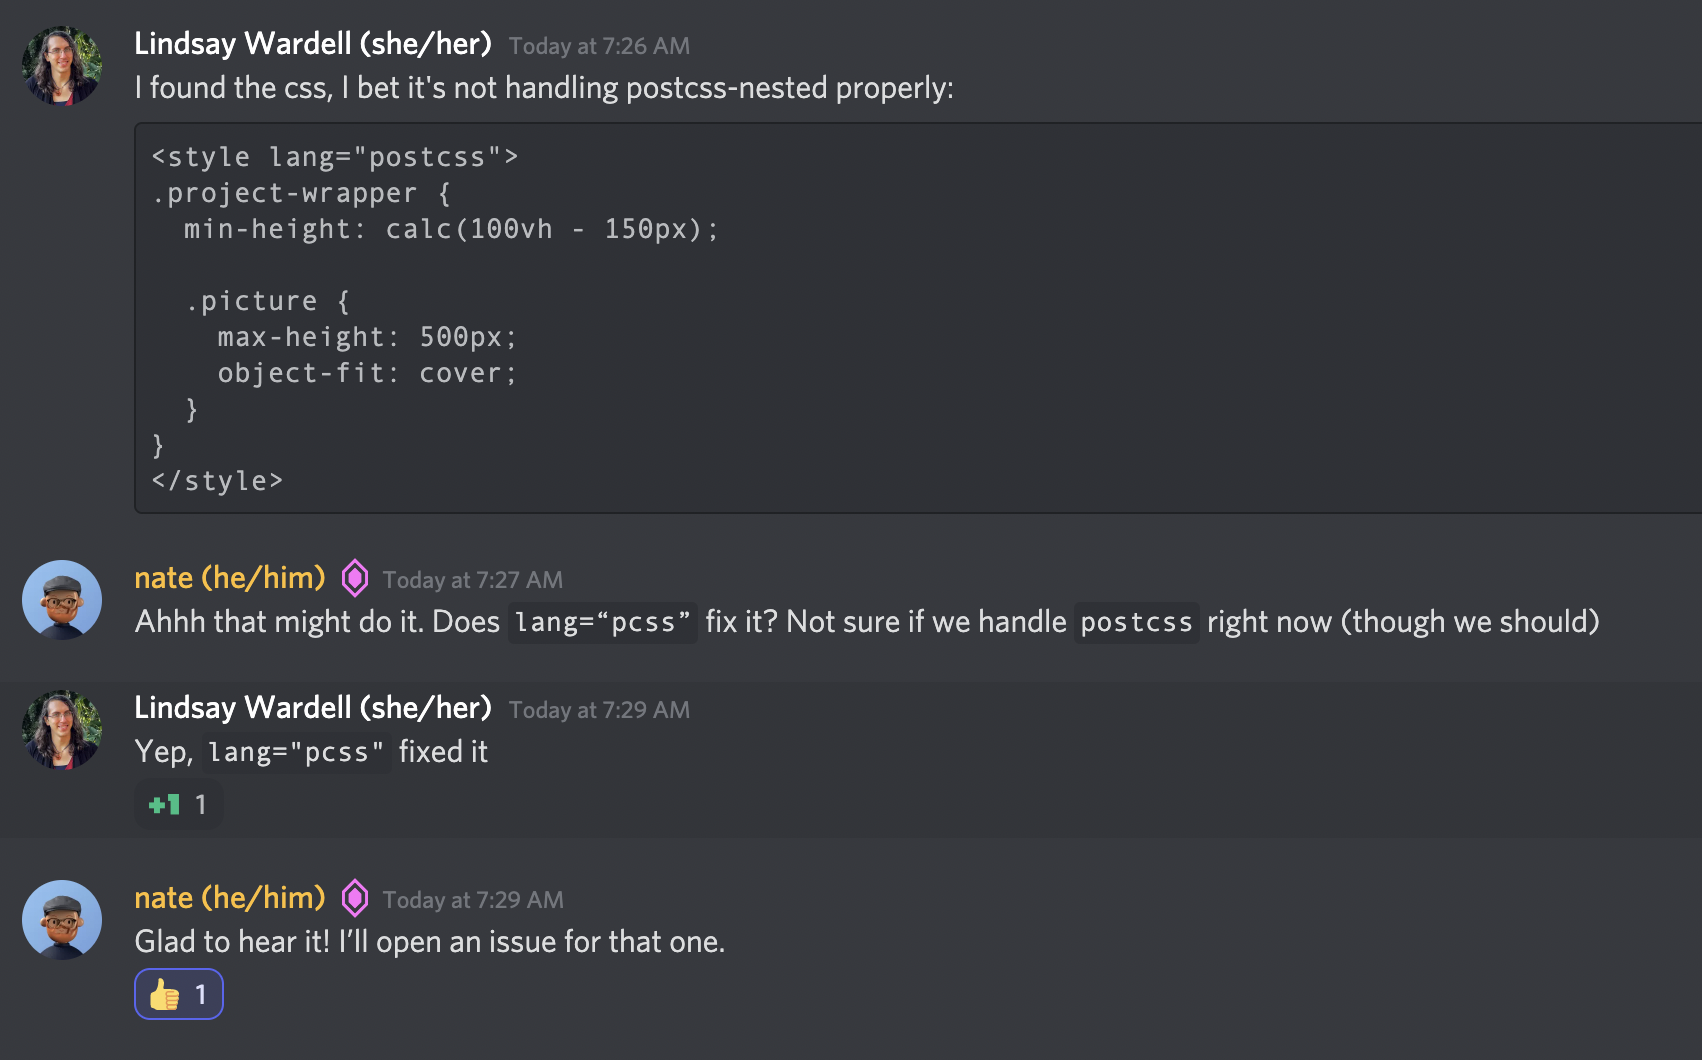 Lindsay Wardell (she/her) Today at 7:26 AM
I found the css, I bet it's not handling postcss-nested properly:
<style lang="postcss">
.project-wrapper {
  min-height: calc(100vh - 150px);

  .picture {
    max-height: 500px;
    object-fit: cover;
  }
}
</style>
nate (he/him) Today at 7:27 AM
Ahhh that might do it. Does lang=“pcss” fix it? Not sure if we handle postcss right now (though we should)
Lindsay Wardell (she/her) Today at 7:29 AM
Yep, lang="pcss" fixed it
+1 1
nate (he/him) Today at 7:29 AM
Glad to hear it! I’ll open an issue for that one.
👍 1